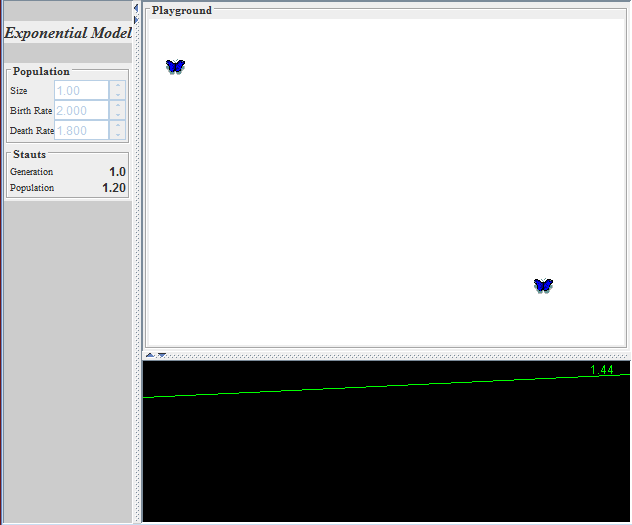 Exponential Model
Population
Size 1.00
Birth Rate 2.000
Death Rate 1.800
Stauts
Generation 1.0
Population 1.20
Playground
1.44